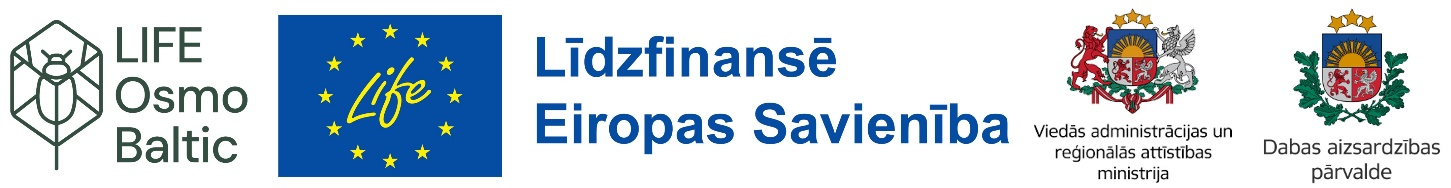 LIFE
Osmo
Baltic
Life
Līdzfinansē
Eiropas Savienība
Viedās administrācijas un
reģionālās attīstības
ministrija
Dabas aizsardzības
pārvalde